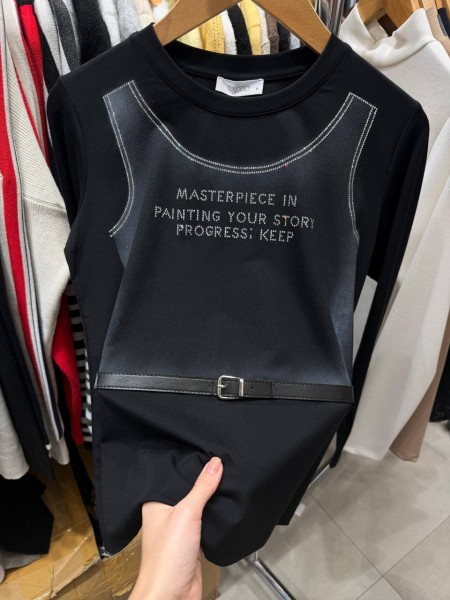 MASTERPIECE IN
PAINTING YOUR STORY
PROGRESS; KEEP